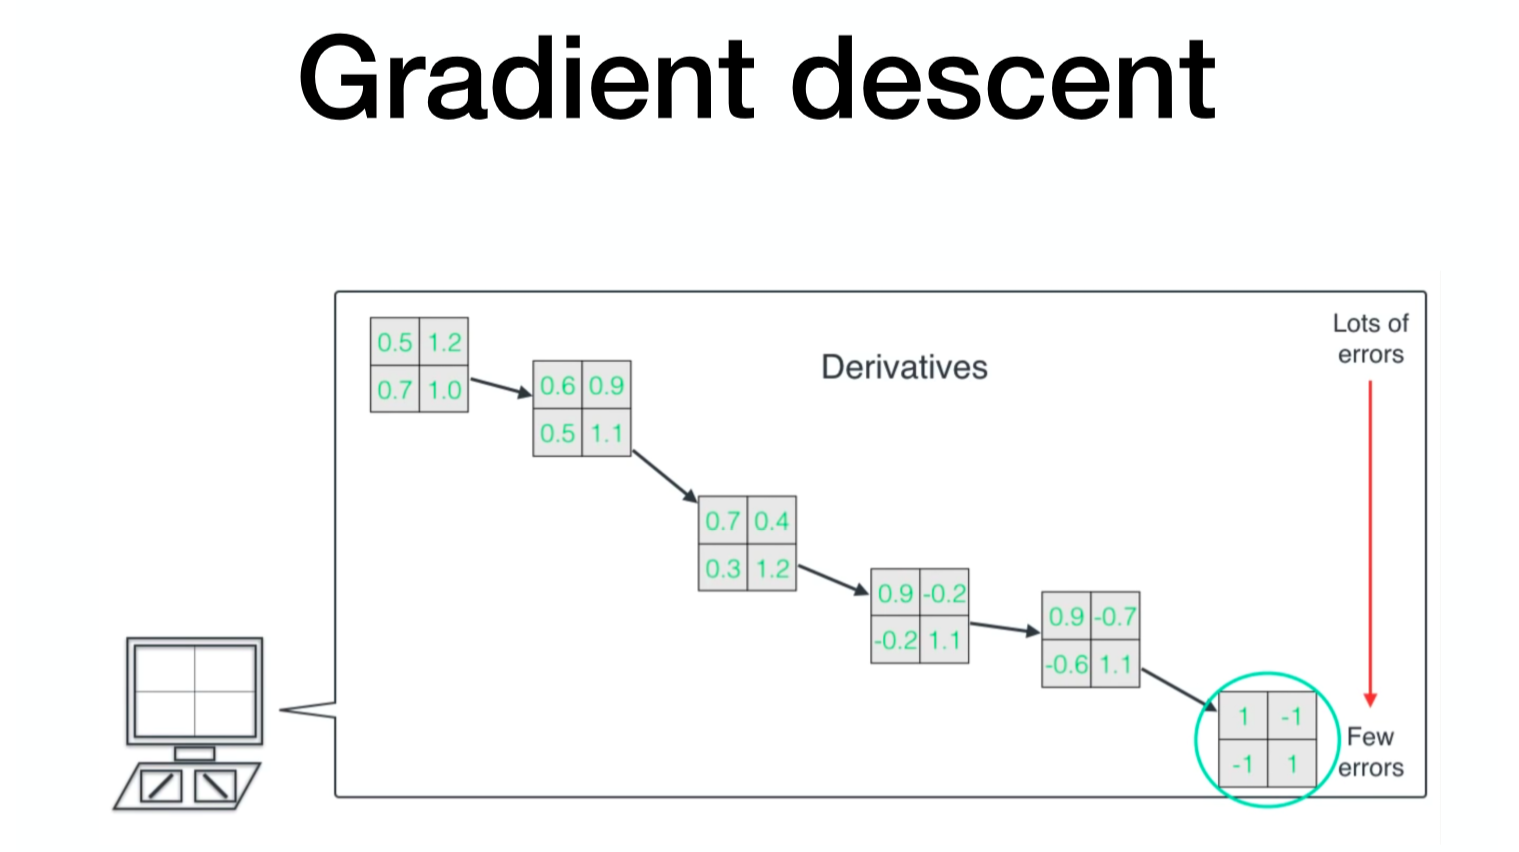 Gradient descent
Lots of
errors
Derivatives
0.5 1.2
0.7 1.0
0.6 0.9
0.5 1.1
0.7 0.4
0.3 1.2
0.9 -0.2
-0.2 1.1
0.9 -0.7
-0.6 1.1
1 -1
-1 1
Few
errors